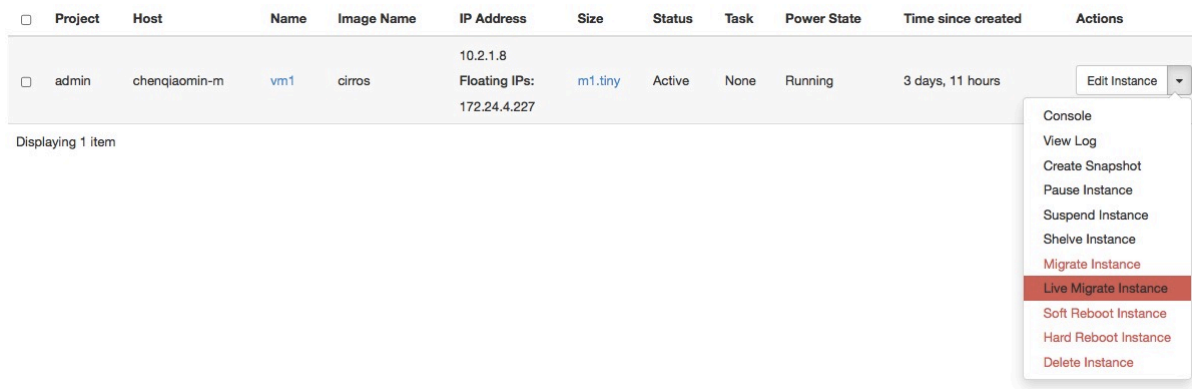 Project Host Name Image Name IP Address Size Status Task Power State Time since created Actions
10.2.1.8
admin chenqiaomin-m vm1 cirros Floating IPs: m1.tiny Active None Running 3 days, 11 hours Edit Instance
172.24.4.227
Displaying 1 item
Console
View Log
Create Snapshot
Pause Instance
Suspend Instance
Shelve Instance
Migrate Instance
Live Migrate Instance
Soft Reboot Instance
Hard Reboot Instance
Delete Instance